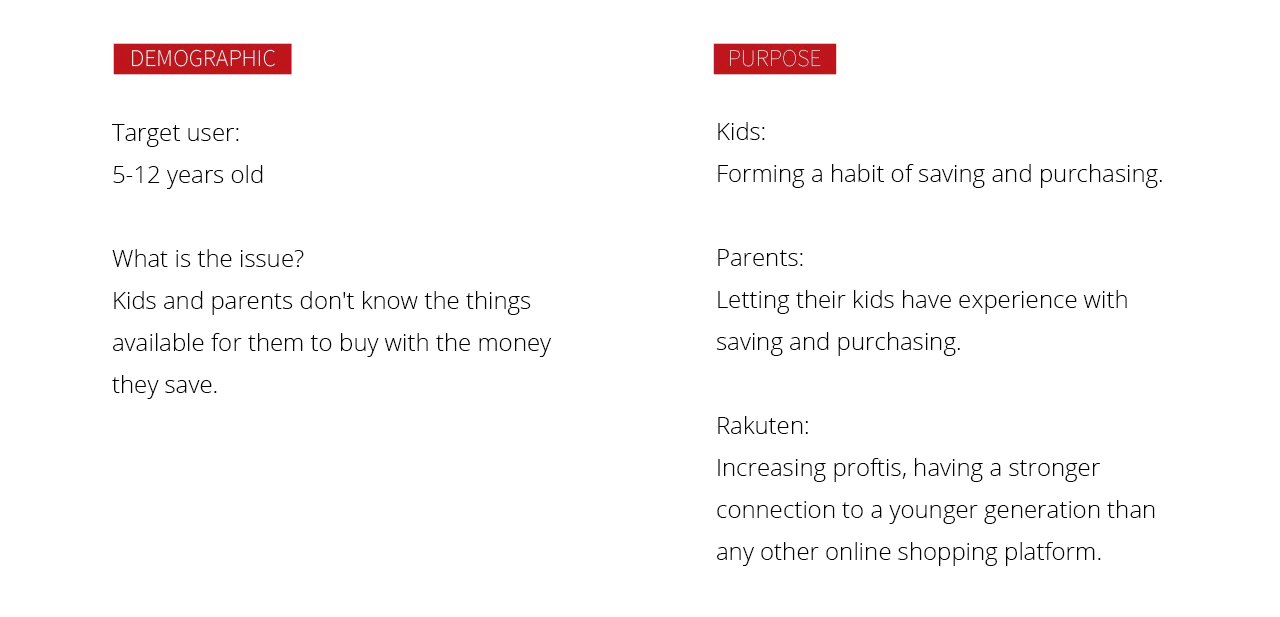 DEMOGRAPHIC
Target user:
5-12 years old
What is the issue?
Kids and parents don't know the things
available for them to buy with the money
they save.
PURPOSE
Kids:
Forming a habit of saving and purchasing.
Parents:
Letting their kids have experience with
saving and purchasing.
Rakuten:
Increasing proftis, having a stronger
connection to a younger generation than
any other online shopping platform.